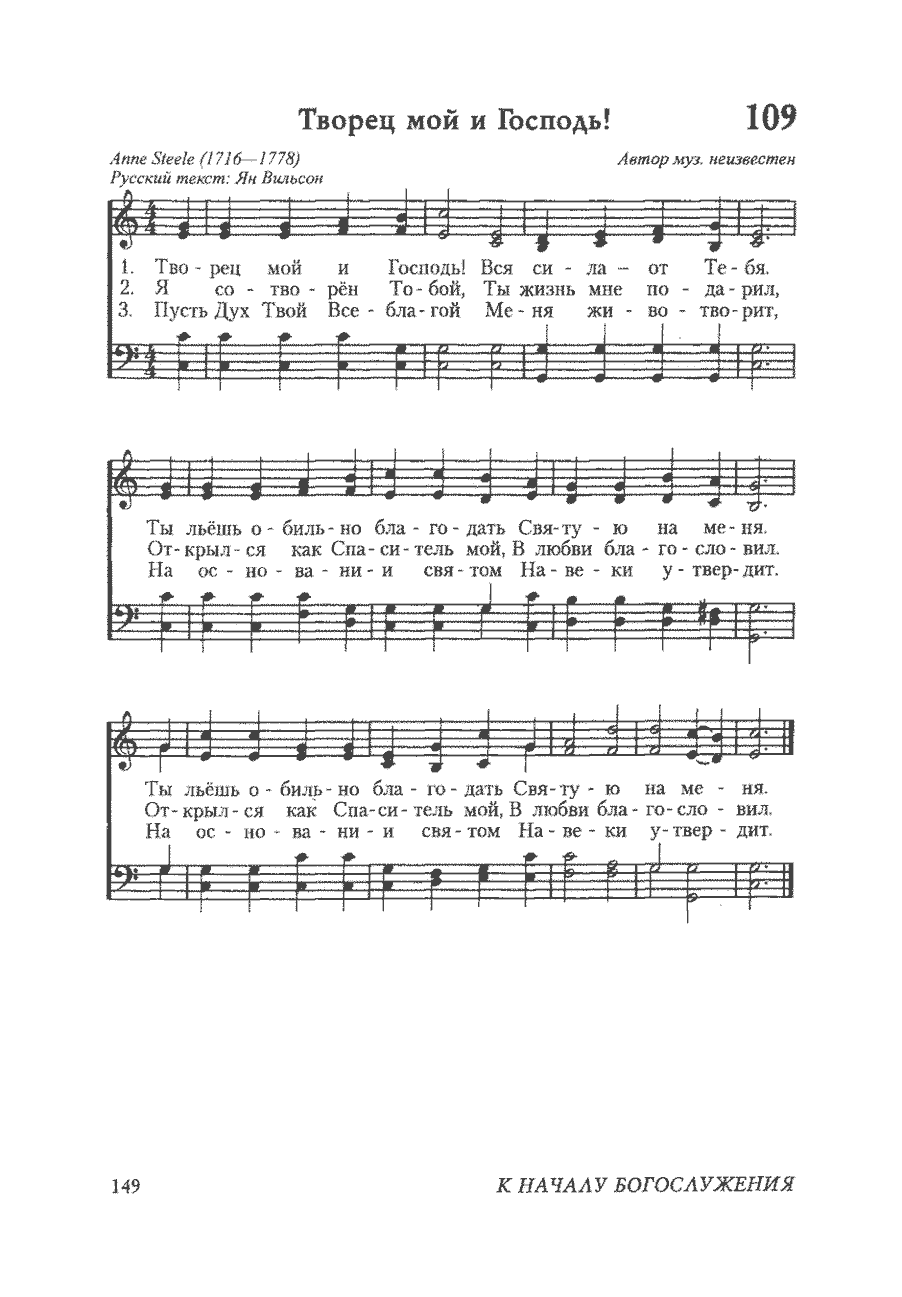 Творец мой и Господь! 109
Anne Steele (1716—1778) Автор муз. неизвестен
Русский текст: Ян Вильсон
1. Тво - рец мой и Господь! Вся си - ла – от Те - бя.
2. Я со - тво - рён То - бой, Ты жизнь мне по - да - рил,
3. Пусть Дух Твой Все - бла - гой Ме - ня жи - во - тво - рит,
Ты льёшь о - биль - но бла - го - дать Свя - ту - ю на ме - ня.
От - крыл - ся как Спа - си - тель мой, В любви бла - го - сло - вил.
На ос - но - ва - ни - и свя - том На - ве - ки у - твер - дит.
Ты льёшь о - биль - но бла - го - дать Свя - ту - ю на ме - ня.
От - крыл - ся как Спа - си - тель мой, В любви бла - го - сло - вил.
На ос - но - ва - ни - и свя - том На - ве - ки у - твер - дит.
149 К НАЧАЛУ БОГОСЛУЖЕНИЯ